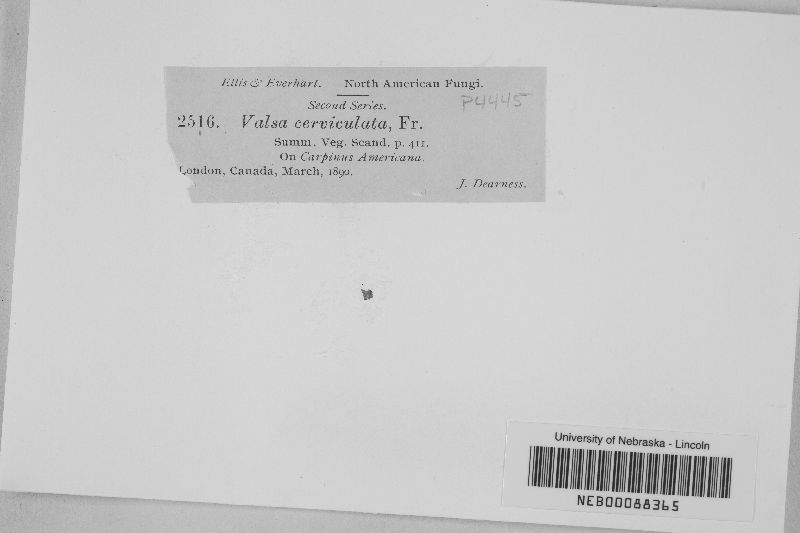 Ellis & Everhart. North American Fungi.
Second Series.
P4445
2516. Valsa cerviculata, Fr.
Summ. Veg. Scand. p. 411.
On Carpinus Americana.
London, Canada, March, 1890.
J. Dearness.
University of Nebraska - Lincoln
NEB00088365